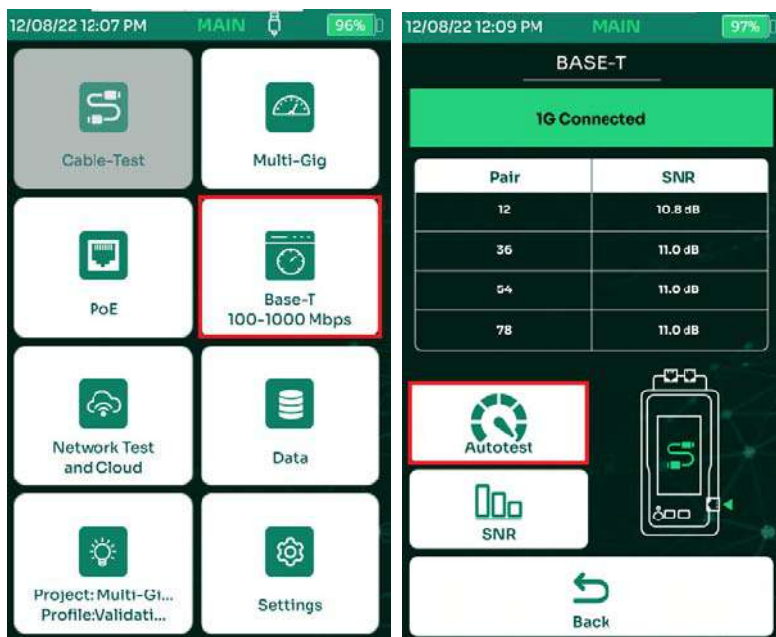 12/08/22 12:07 PM MAIN 96%
Cable-Test
Multi-Gig
PoE
Base-T
100-1000 Mbps
Network Test
and Cloud
Data
Project: Multi-Gi...
Profile:Validati...
Settings
12/08/22 12:09 PM MAIN 97%
BASE-T
1G Connected
Pair SNR
12 10.8 dB
36 11.0 dB
54 11.0 dB
78 11.0 dB
Autotest
SNR
Back